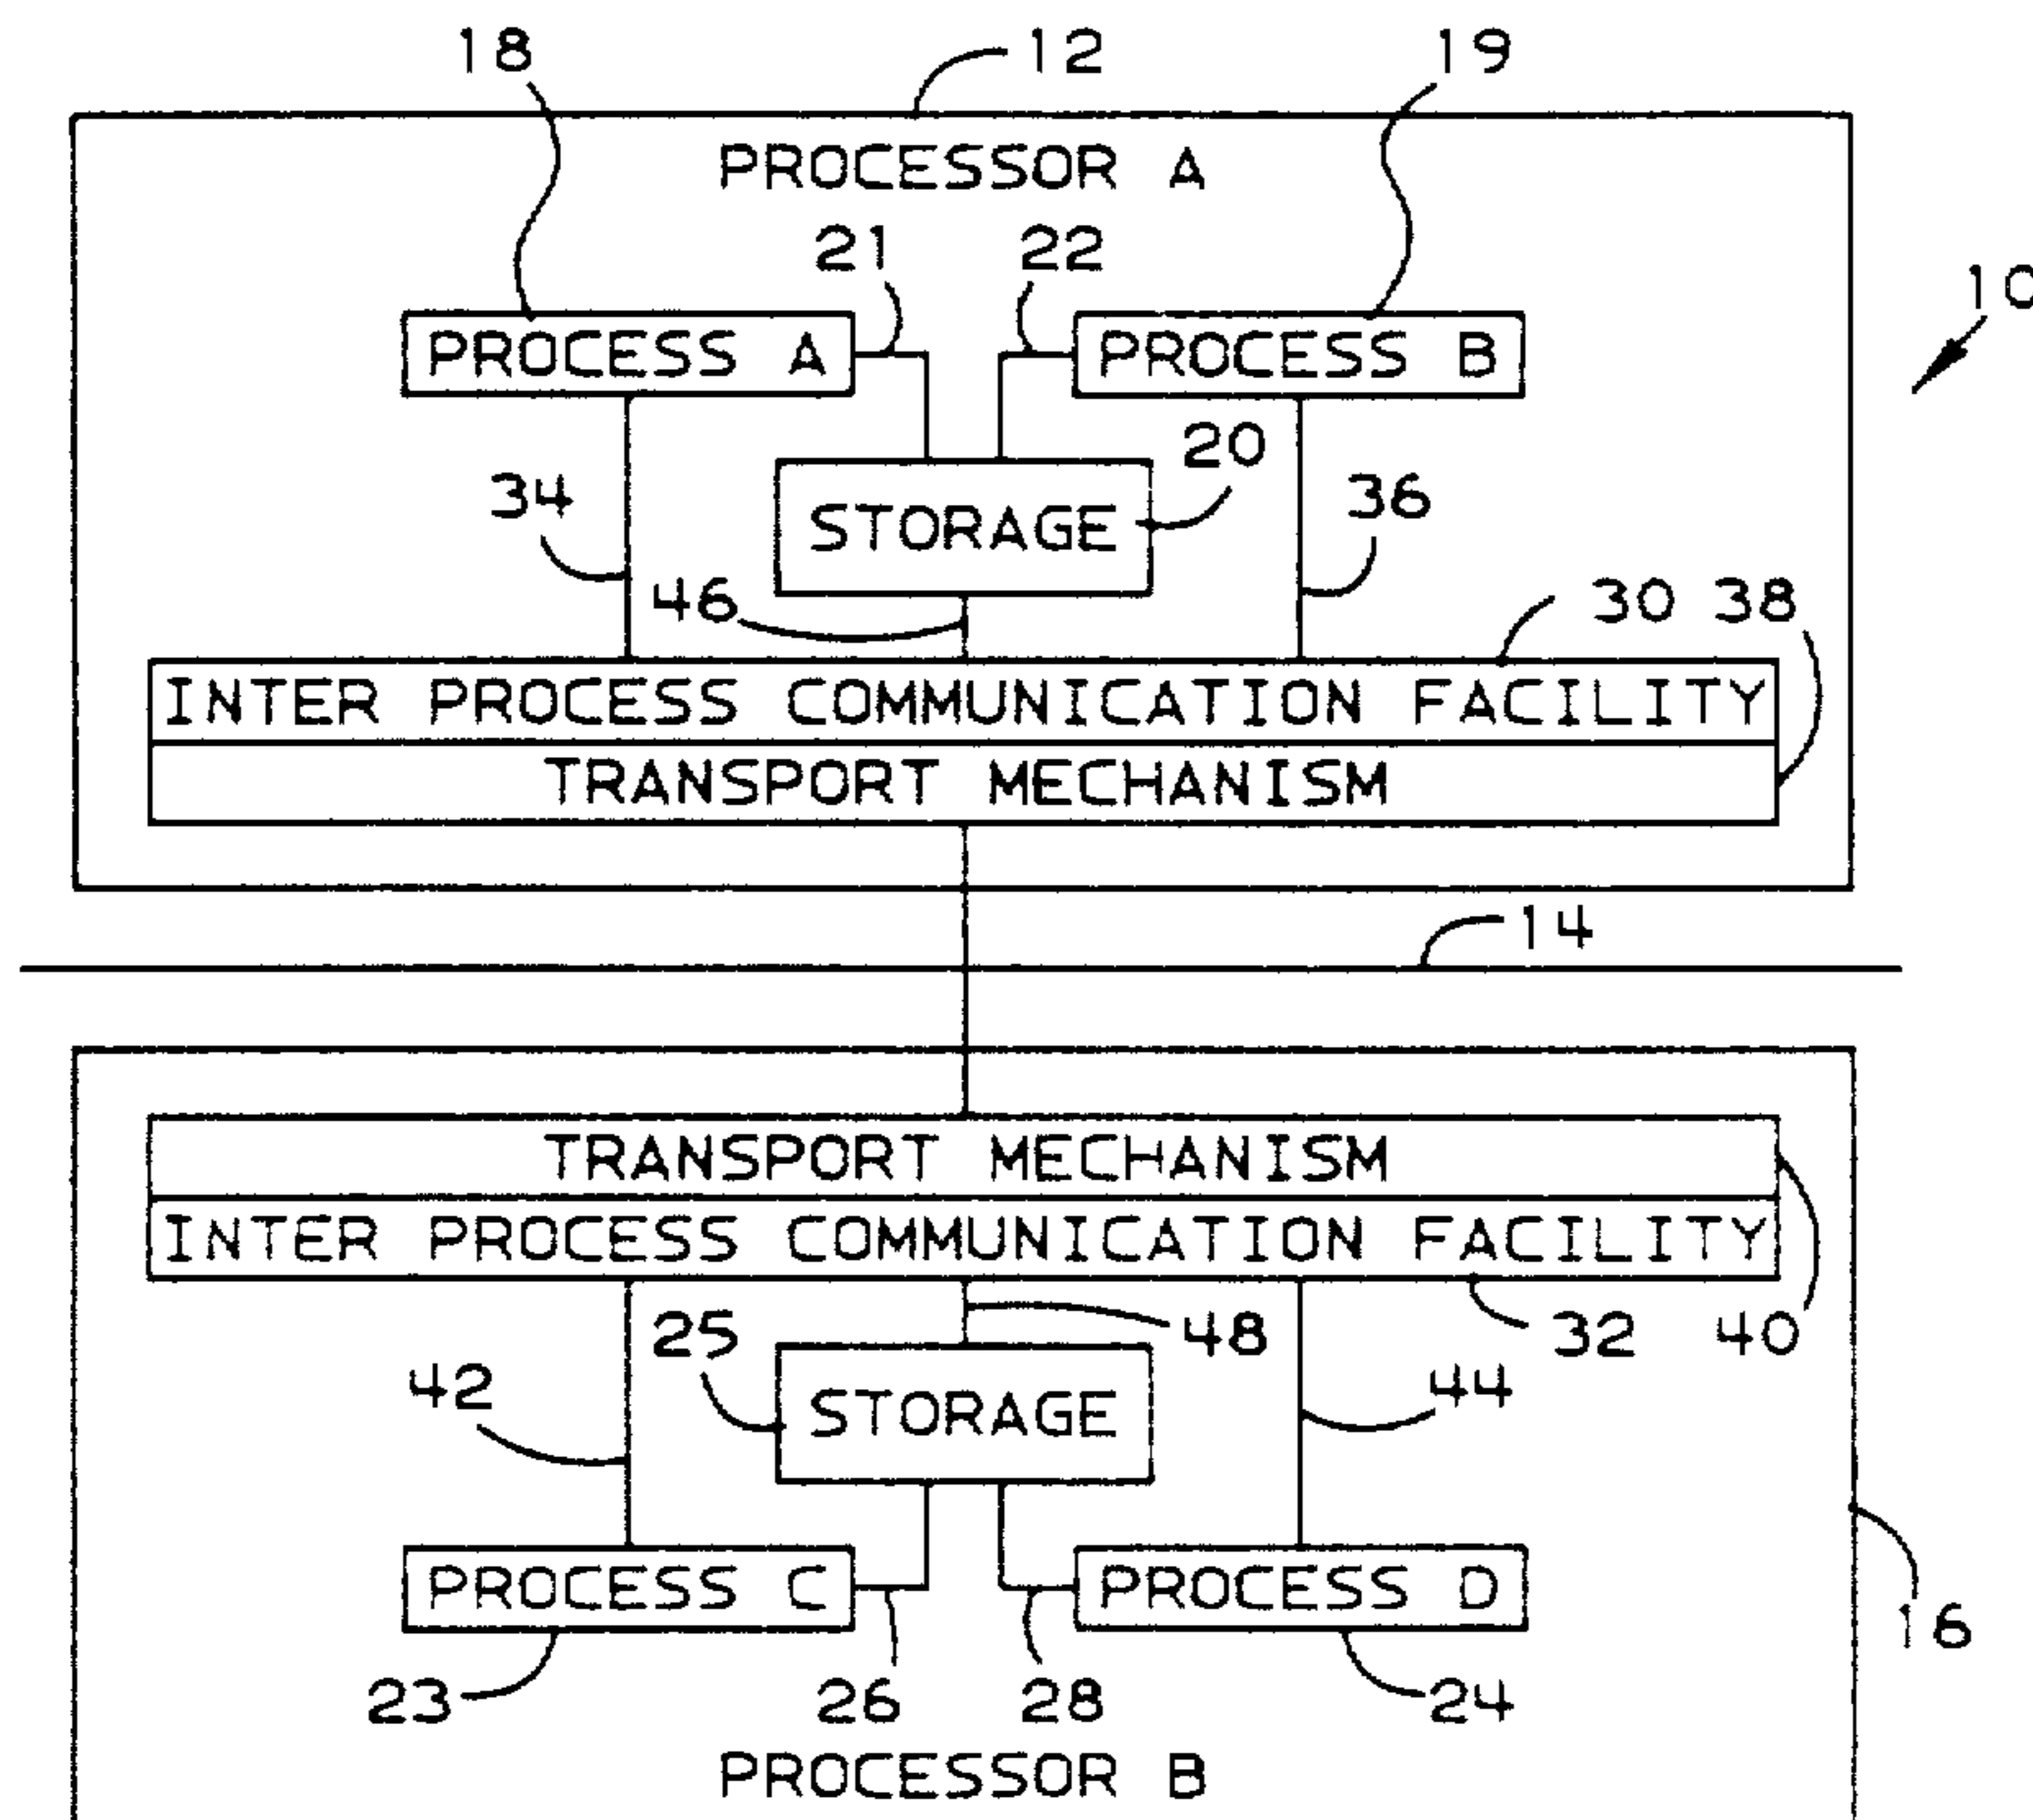 18 12 19
PROCESSOR A
21 22
10
PROCESS A PROCESS B
20
34 36
STORAGE
46 30 38
INTER PROCESS COMMUNICATION FACILITY
TRANSPORT MECHANISM
14
TRANSPORT MECHANISM
INTER PROCESS COMMUNICATION FACILITY
25 48 32 40
42 44
STORAGE
PROCESS C PROCESS D
16
23 26 28 24
PROCESSOR B